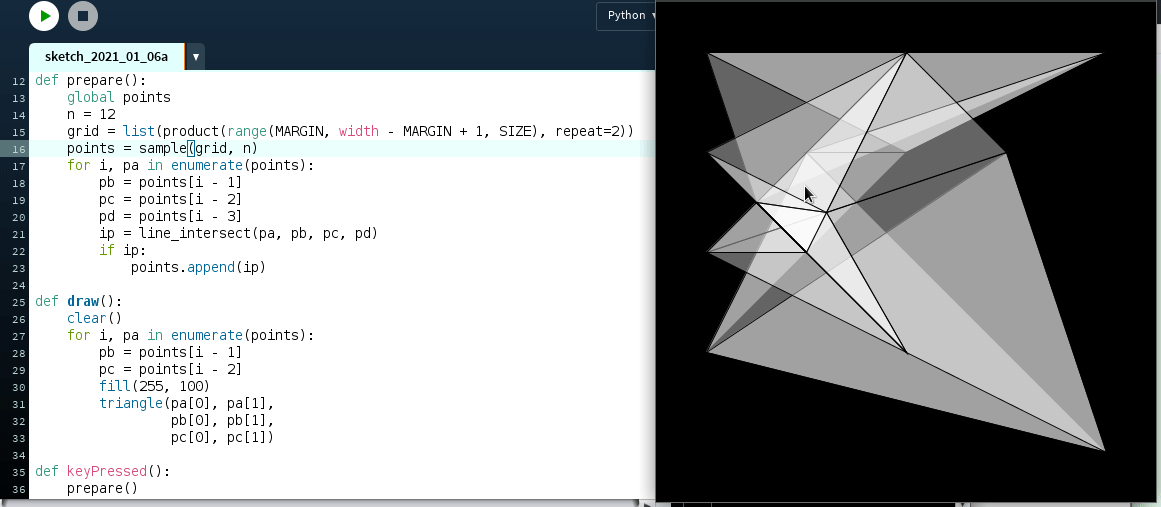 Python
sketch_2021_01_06a
12 def prepare():
13     global points
14     n = 12
15     grid = list(product(range(MARGIN, width - MARGIN + 1, SIZE), repeat=2))
16     points = sample(grid, n)
17     for i, pa in enumerate(points):
18         pb = points[i - 1]
19         pc = points[i - 2]
20         pd = points[i - 3]
21         ip = line_intersect(pa, pb, pc, pd)
22         if ip:
23             points.append(ip)
24
25 def draw():
26     clear()
27     for i, pa in enumerate(points):
28         pb = points[i - 1]
29         pc = points[i - 2]
30         fill(255, 100)
31         triangle(pa[0], pa[1],
32                  pb[0], pb[1],
33                  pc[0], pc[1])
34
35 def keyPressed():
36     prepare()